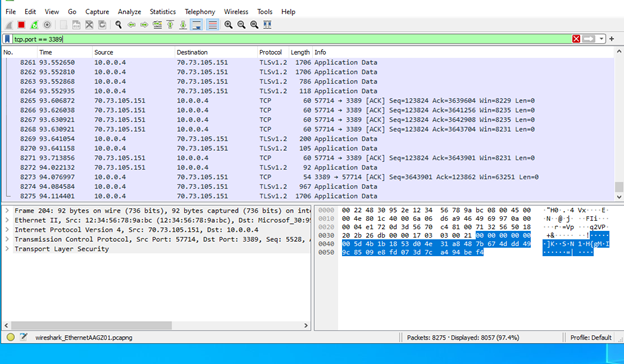 File Edit View Go Capture Analyze Statistics Telephony Wireless Tools Help
tcp.port == 3389
No. Time Source Destination Protocol Length Info
8261 93.552650 10.0.0.4 70.73.105.151 TLSv1.2 1706 Application Data
8262 93.552810 10.0.0.4 70.73.105.151 TLSv1.2 1706 Application Data
8263 93.552868 10.0.0.4 70.73.105.151 TLSv1.2 786 Application Data
8264 93.552935 10.0.0.4 70.73.105.151 TLSv1.2 118 Application Data
8265 93.606872 70.73.105.151 10.0.0.4 TCP 60 57714 → 3389 [ACK] Seq=123824 Ack=3639604 Win=8229 Len=0
8266 93.626038 70.73.105.151 10.0.0.4 TCP 60 57714 → 3389 [ACK] Seq=123824 Ack=3641256 Win=8235 Len=0
8267 93.630921 70.73.105.151 10.0.0.4 TCP 60 57714 → 3389 [ACK] Seq=123824 Ack=3642908 Win=8235 Len=0
8268 93.630921 70.73.105.151 10.0.0.4 TCP 60 57714 → 3389 [ACK] Seq=123824 Ack=3643704 Win=8231 Len=0
8269 93.641054 10.0.0.4 70.73.105.151 TLSv1.2 200 Application Data
8270 93.641158 10.0.0.4 70.73.105.151 TLSv1.2 105 Application Data
8271 93.713856 70.73.105.151 10.0.0.4 TCP 60 57714 → 3389 [ACK] Seq=123824 Ack=3643901 Win=8231 Len=0
8272 94.022132 70.73.105.151 10.0.0.4 TLSv1.2 92 Application Data
8273 94.076997 10.0.0.4 70.73.105.151 TCP 54 3389 → 57714 [ACK] Seq=3643901 Ack=123862 Win=63251 Len=0
8274 94.084584 10.0.0.4 70.73.105.151 TLSv1.2 967 Application Data
8275 94.114401 10.0.0.4 70.73.105.151 TLSv1.2 1706 Application Data
Frame 204: 92 bytes on wire (736 bits), 92 bytes captured (736 bits) on int
Ethernet II, Src: 12:34:56:78:9a:bc (12:34:56:78:9a:bc), Dst: Microsoft_30:95
Internet Protocol Version 4, Src: 70.73.105.151, Dst: 10.0.0.4
Transmission Control Protocol, Src Port: 57714, Dst Port: 3389, Seq: 5528, A
Transport Layer Security
0000 00 22 48 30 95 2e 12 34 56 78 9a bc 08 00 45 00 ·"H0·.·4 Vx····E·
0010 00 4e 80 1c 40 00 6a 06 d6 a9 46 49 69 97 0a 00 ·N··@·j· ··FIi···
0020 00 04 e1 72 0d 3d 56 70 c4 81 00 71 32 56 50 18 ···r·=Vp ···q2VP·
0030 20 2b 26 db 00 00 17 03 03 00 21 00 00 00 00 00 +&····· ··!·····
0040 00 5d 4b 1b 18 53 d0 4e 31 a8 48 7b 67 4d dd 49 ·]K··S·N 1·H{gM·I
0050 9c 85 09 e8 fd 07 3d 7c a4 94 be f4 ······=| ····
wireshark_EthernetAAGZ01.pcapng
Packets: 8275 · Displayed: 8057 (97.4%)
Profile: Default